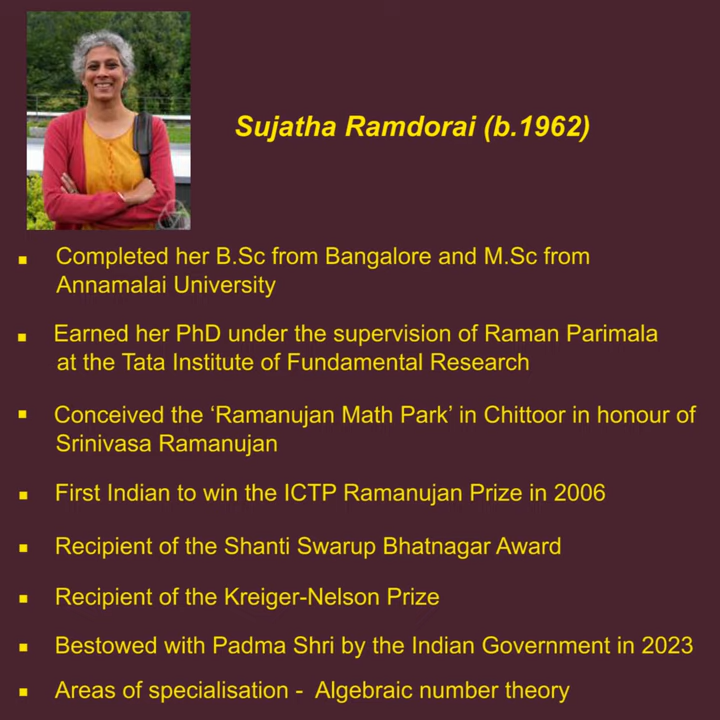 Sujatha Ramdorai (b.1962)
▪ Completed her B.Sc from Bangalore and M.Sc from
Annamalai University
▪ Earned her PhD under the supervision of Raman Parimala
at the Tata Institute of Fundamental Research
▪ Conceived the ‘Ramanujan Math Park’ in Chittoor in honour of
Srinivasa Ramanujan
▪ First Indian to win the ICTP Ramanujan Prize in 2006
▪ Recipient of the Shanti Swarup Bhatnagar Award
▪ Recipient of the Kreiger-Nelson Prize
▪ Bestowed with Padma Shri by the Indian Government in 2023
▪ Areas of specialisation - Algebraic number theory